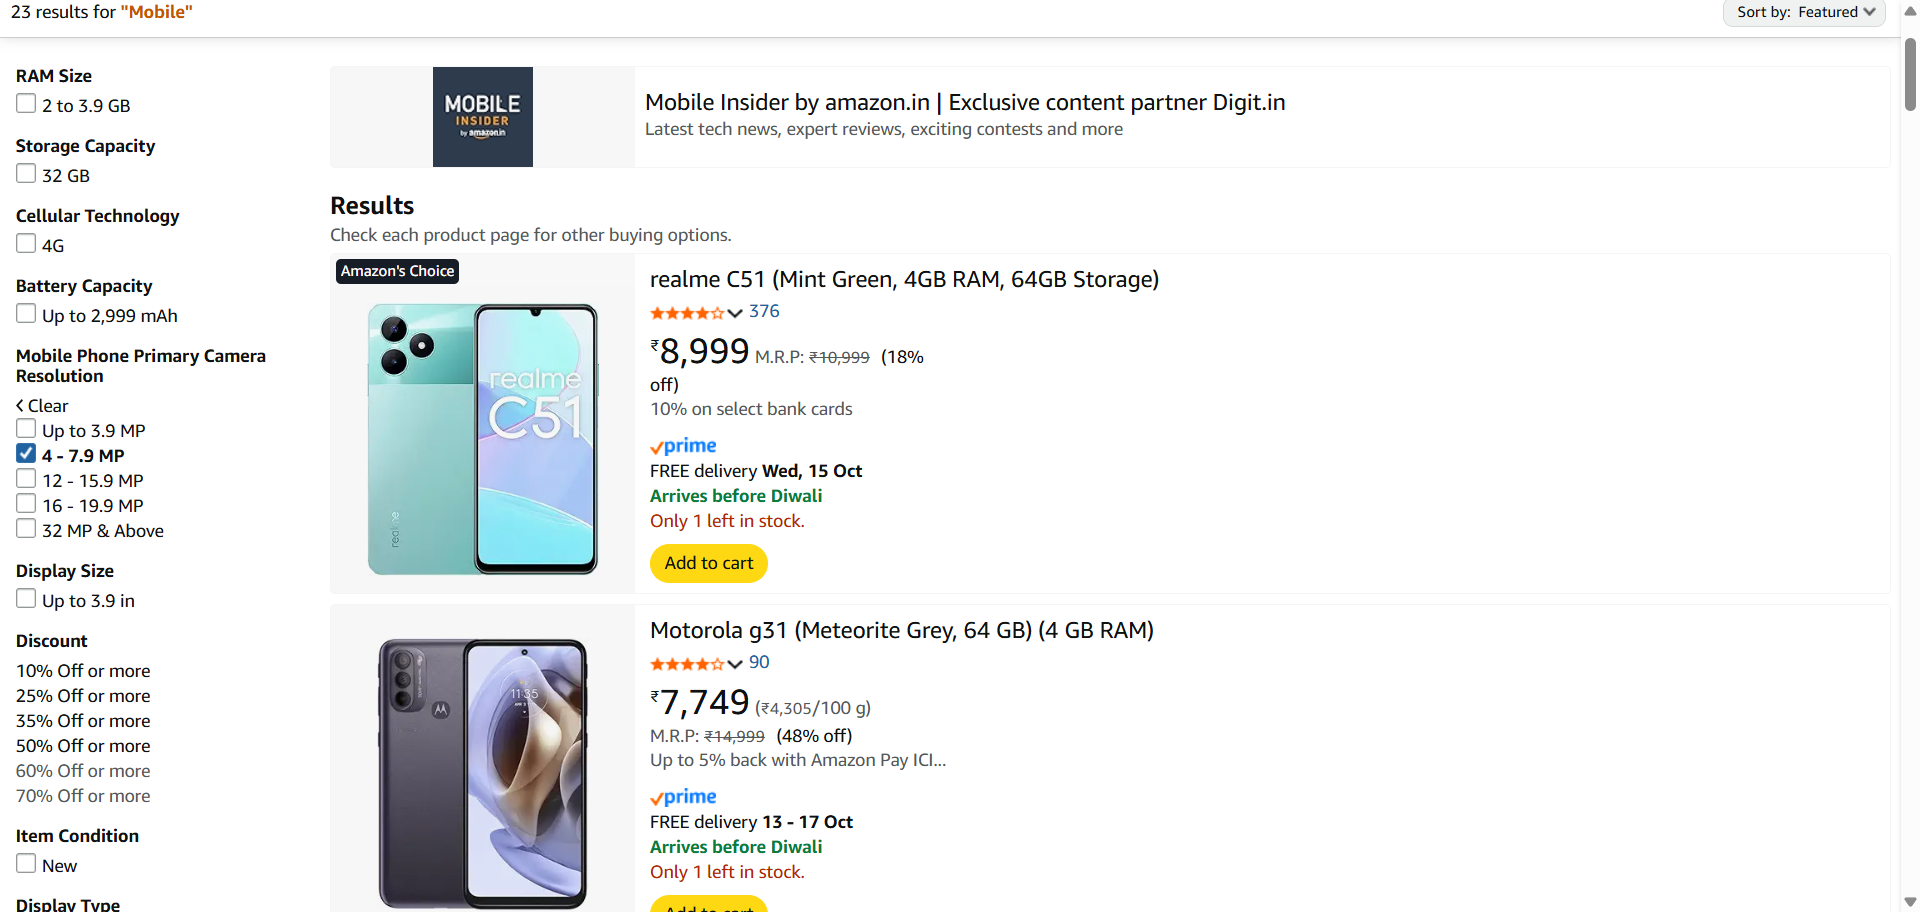 23 results for "Mobile"
Sort by: Featured
RAM Size
2 to 3.9 GB
Storage Capacity
32 GB
Cellular Technology
4G
Battery Capacity
Up to 2,999 mAh
Mobile Phone Primary Camera
Resolution
Clear
Up to 3.9 MP
4 - 7.9 MP
12 - 15.9 MP
16 - 19.9 MP
32 MP & Above
Display Size
Up to 3.9 in
Discount
10% Off or more
25% Off or more
35% Off or more
50% Off or more
60% Off or more
70% Off or more
Item Condition
New
Display Type
MOBILE
INSIDER
by amazon.in
Mobile Insider by amazon.in | Exclusive content partner Digit.in
Latest tech news, expert reviews, exciting contests and more
Results
Check each product page for other buying options.
Amazon's Choice
realme
C51
realme
realme C51 (Mint Green, 4GB RAM, 64GB Storage)
376
₹8,999 M.R.P: ₹10,999 (18%
off)
10% on select bank cards
prime
FREE delivery Wed, 15 Oct
Arrives before Diwali
Only 1 left in stock.
Add to cart
11:35
Motorola g31 (Meteorite Grey, 64 GB) (4 GB RAM)
90
₹7,749 (₹4,305/100 g)
M.R.P: ₹14,999 (48% off)
Up to 5% back with Amazon Pay ICI...
prime
FREE delivery 13 - 17 Oct
Arrives before Diwali
Only 1 left in stock.
Add to cart